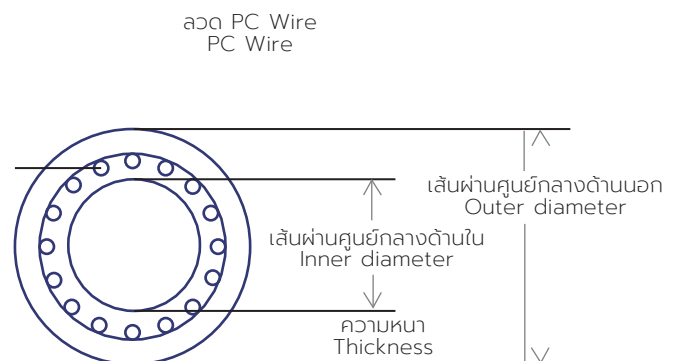 ลวด PC Wire
PC Wire
เส้นผ่านศูนย์กลางด้านนอก
Outer diameter
เส้นผ่านศูนย์กลางด้านใน
Inner diameter
ความหนา
Thickness